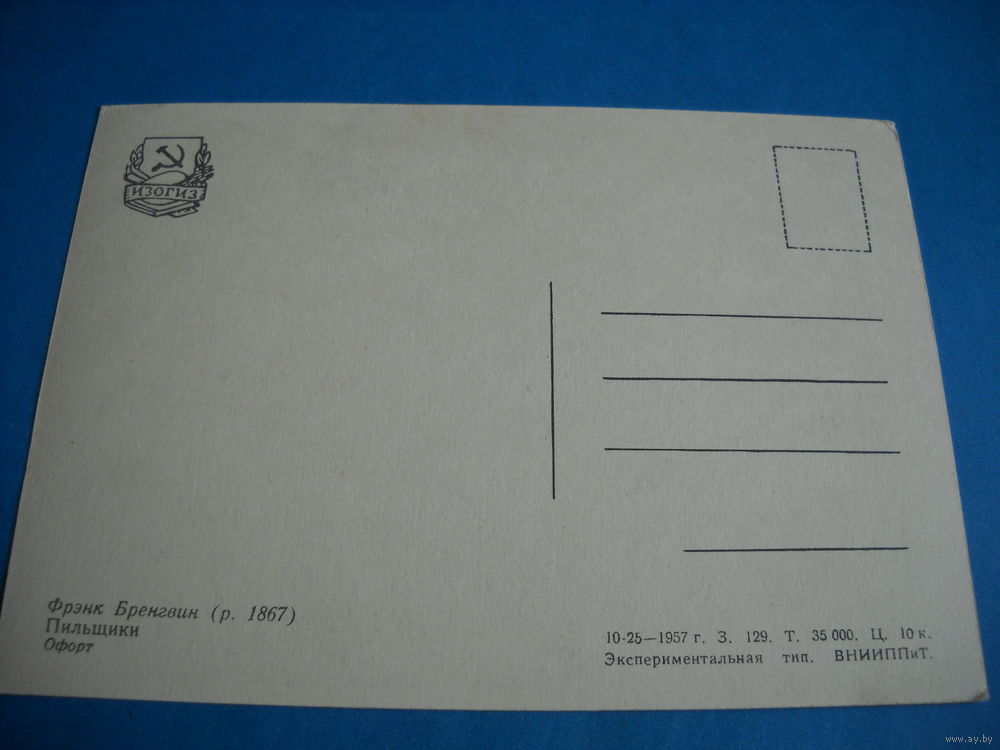 ИЗОГИЗ
Фрэнк Бренгвин (р. 1867)
Пильщики
Офорт
10-25—1957 г. З. 129. Т. 35 000. Ц. 10 к.
Экспериментальная тип. ВНИИППиТ.
www.ay.by